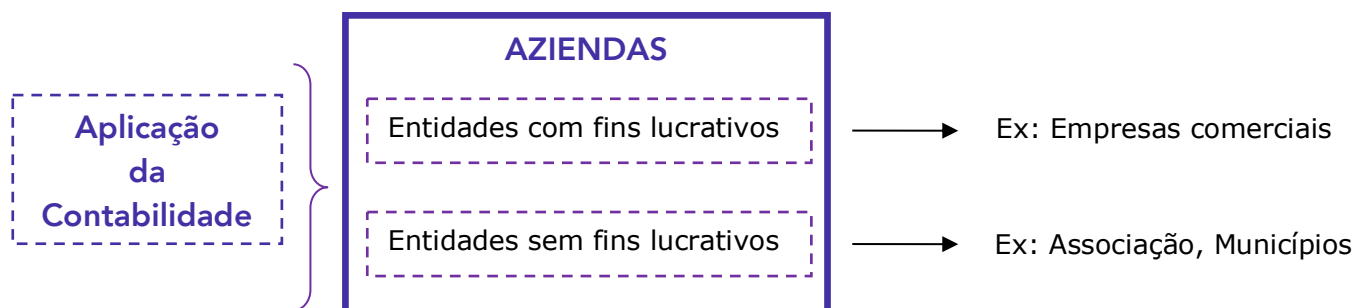 AZIENDAS
Aplicação
da
Contabilidade
Entidades com fins lucrativos
Ex: Empresas comerciais
Entidades sem fins lucrativos
Ex: Associação, Municípios